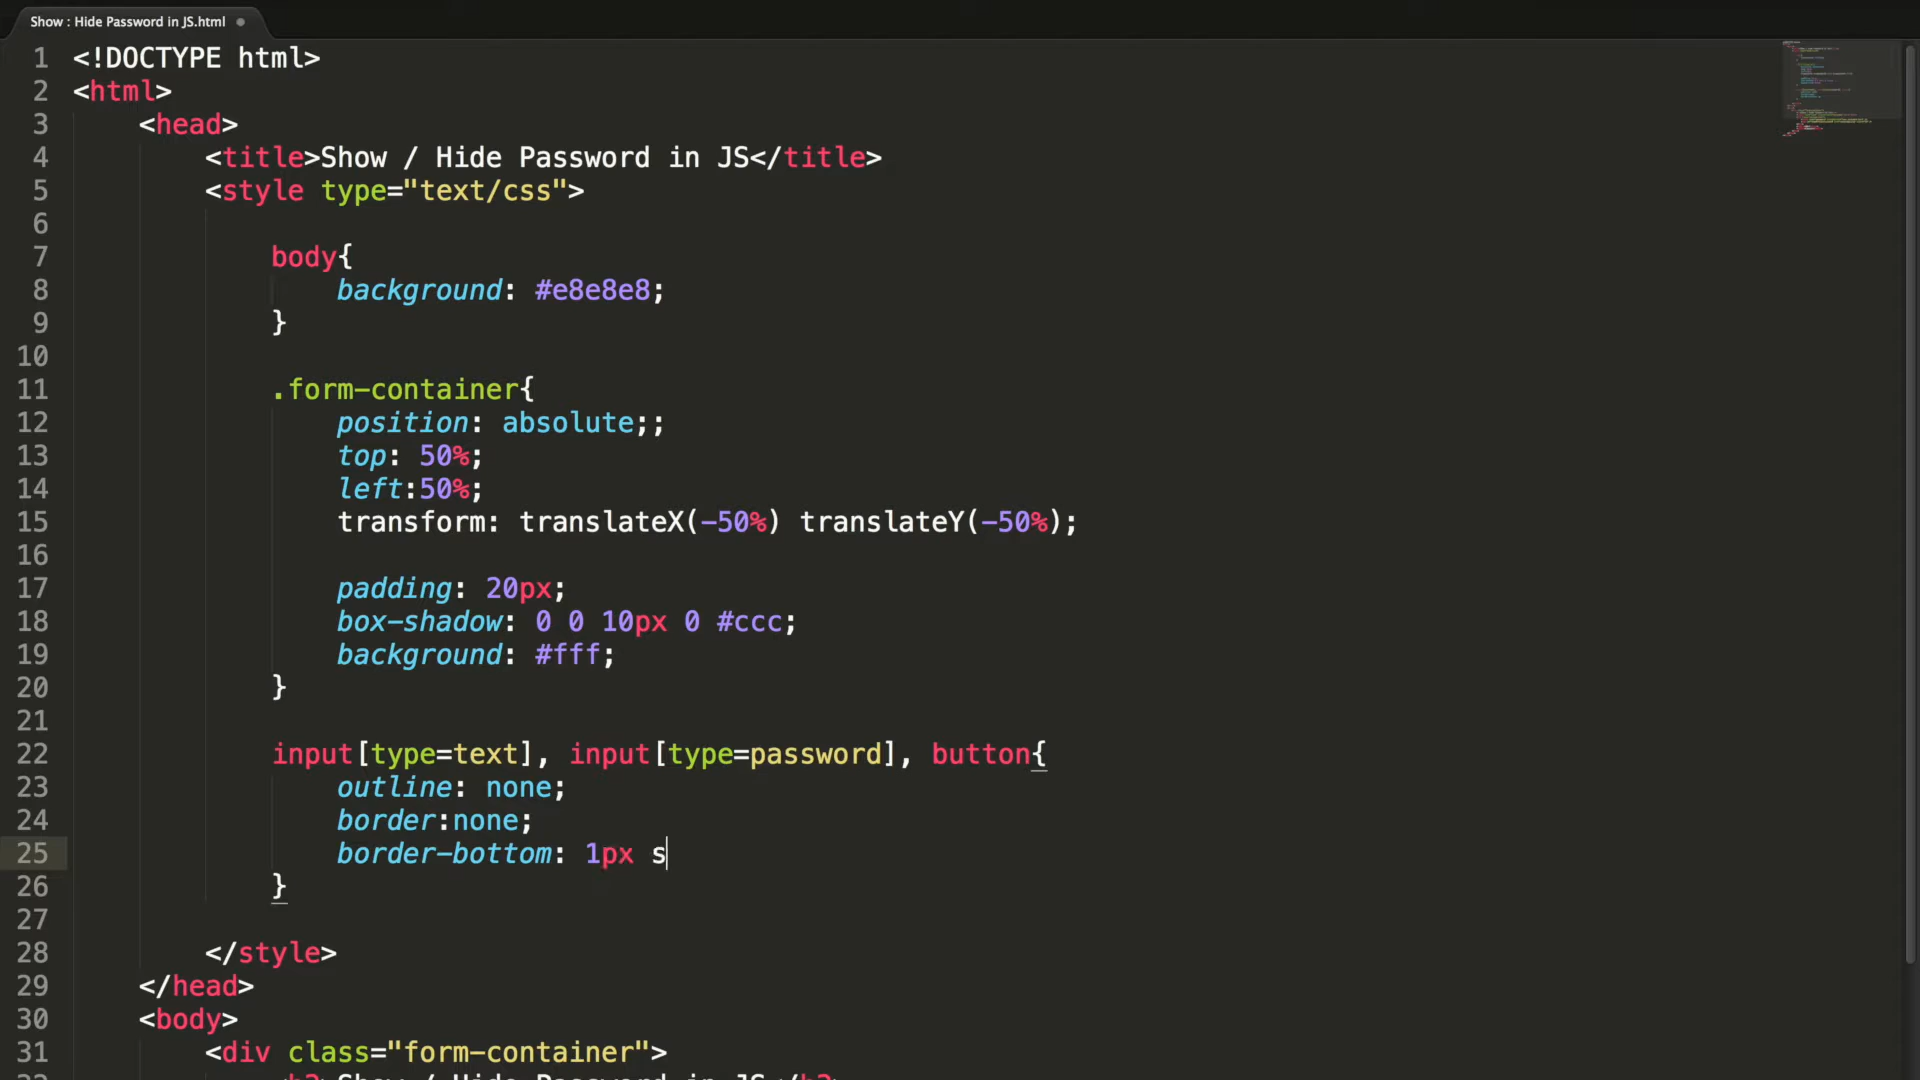 Show : Hide Password in JS.html
1 <!DOCTYPE html>
2 <html>
3 <head>
4 <title>Show / Hide Password in JS</title>
5 <style type="text/css">
6
7 body{
8 background: #e8e8e8;
9 }
10
11 .form-container{
12 position: absolute;;
13 top: 50%;
14 left:50%;
15 transform: translateX(-50%) translateY(-50%);
16
17 padding: 20px;
18 box-shadow: 0 0 10px 0 #ccc;
19 background: #fff;
20 }
21
22 input[type=text], input[type=password], button{
23 outline: none;
24 border:none;
25 border-bottom: 1px s
26 }
27
28 </style>
29 </head>
30 <body>
31 <div class="form-container">
Show / Hide Password in JS